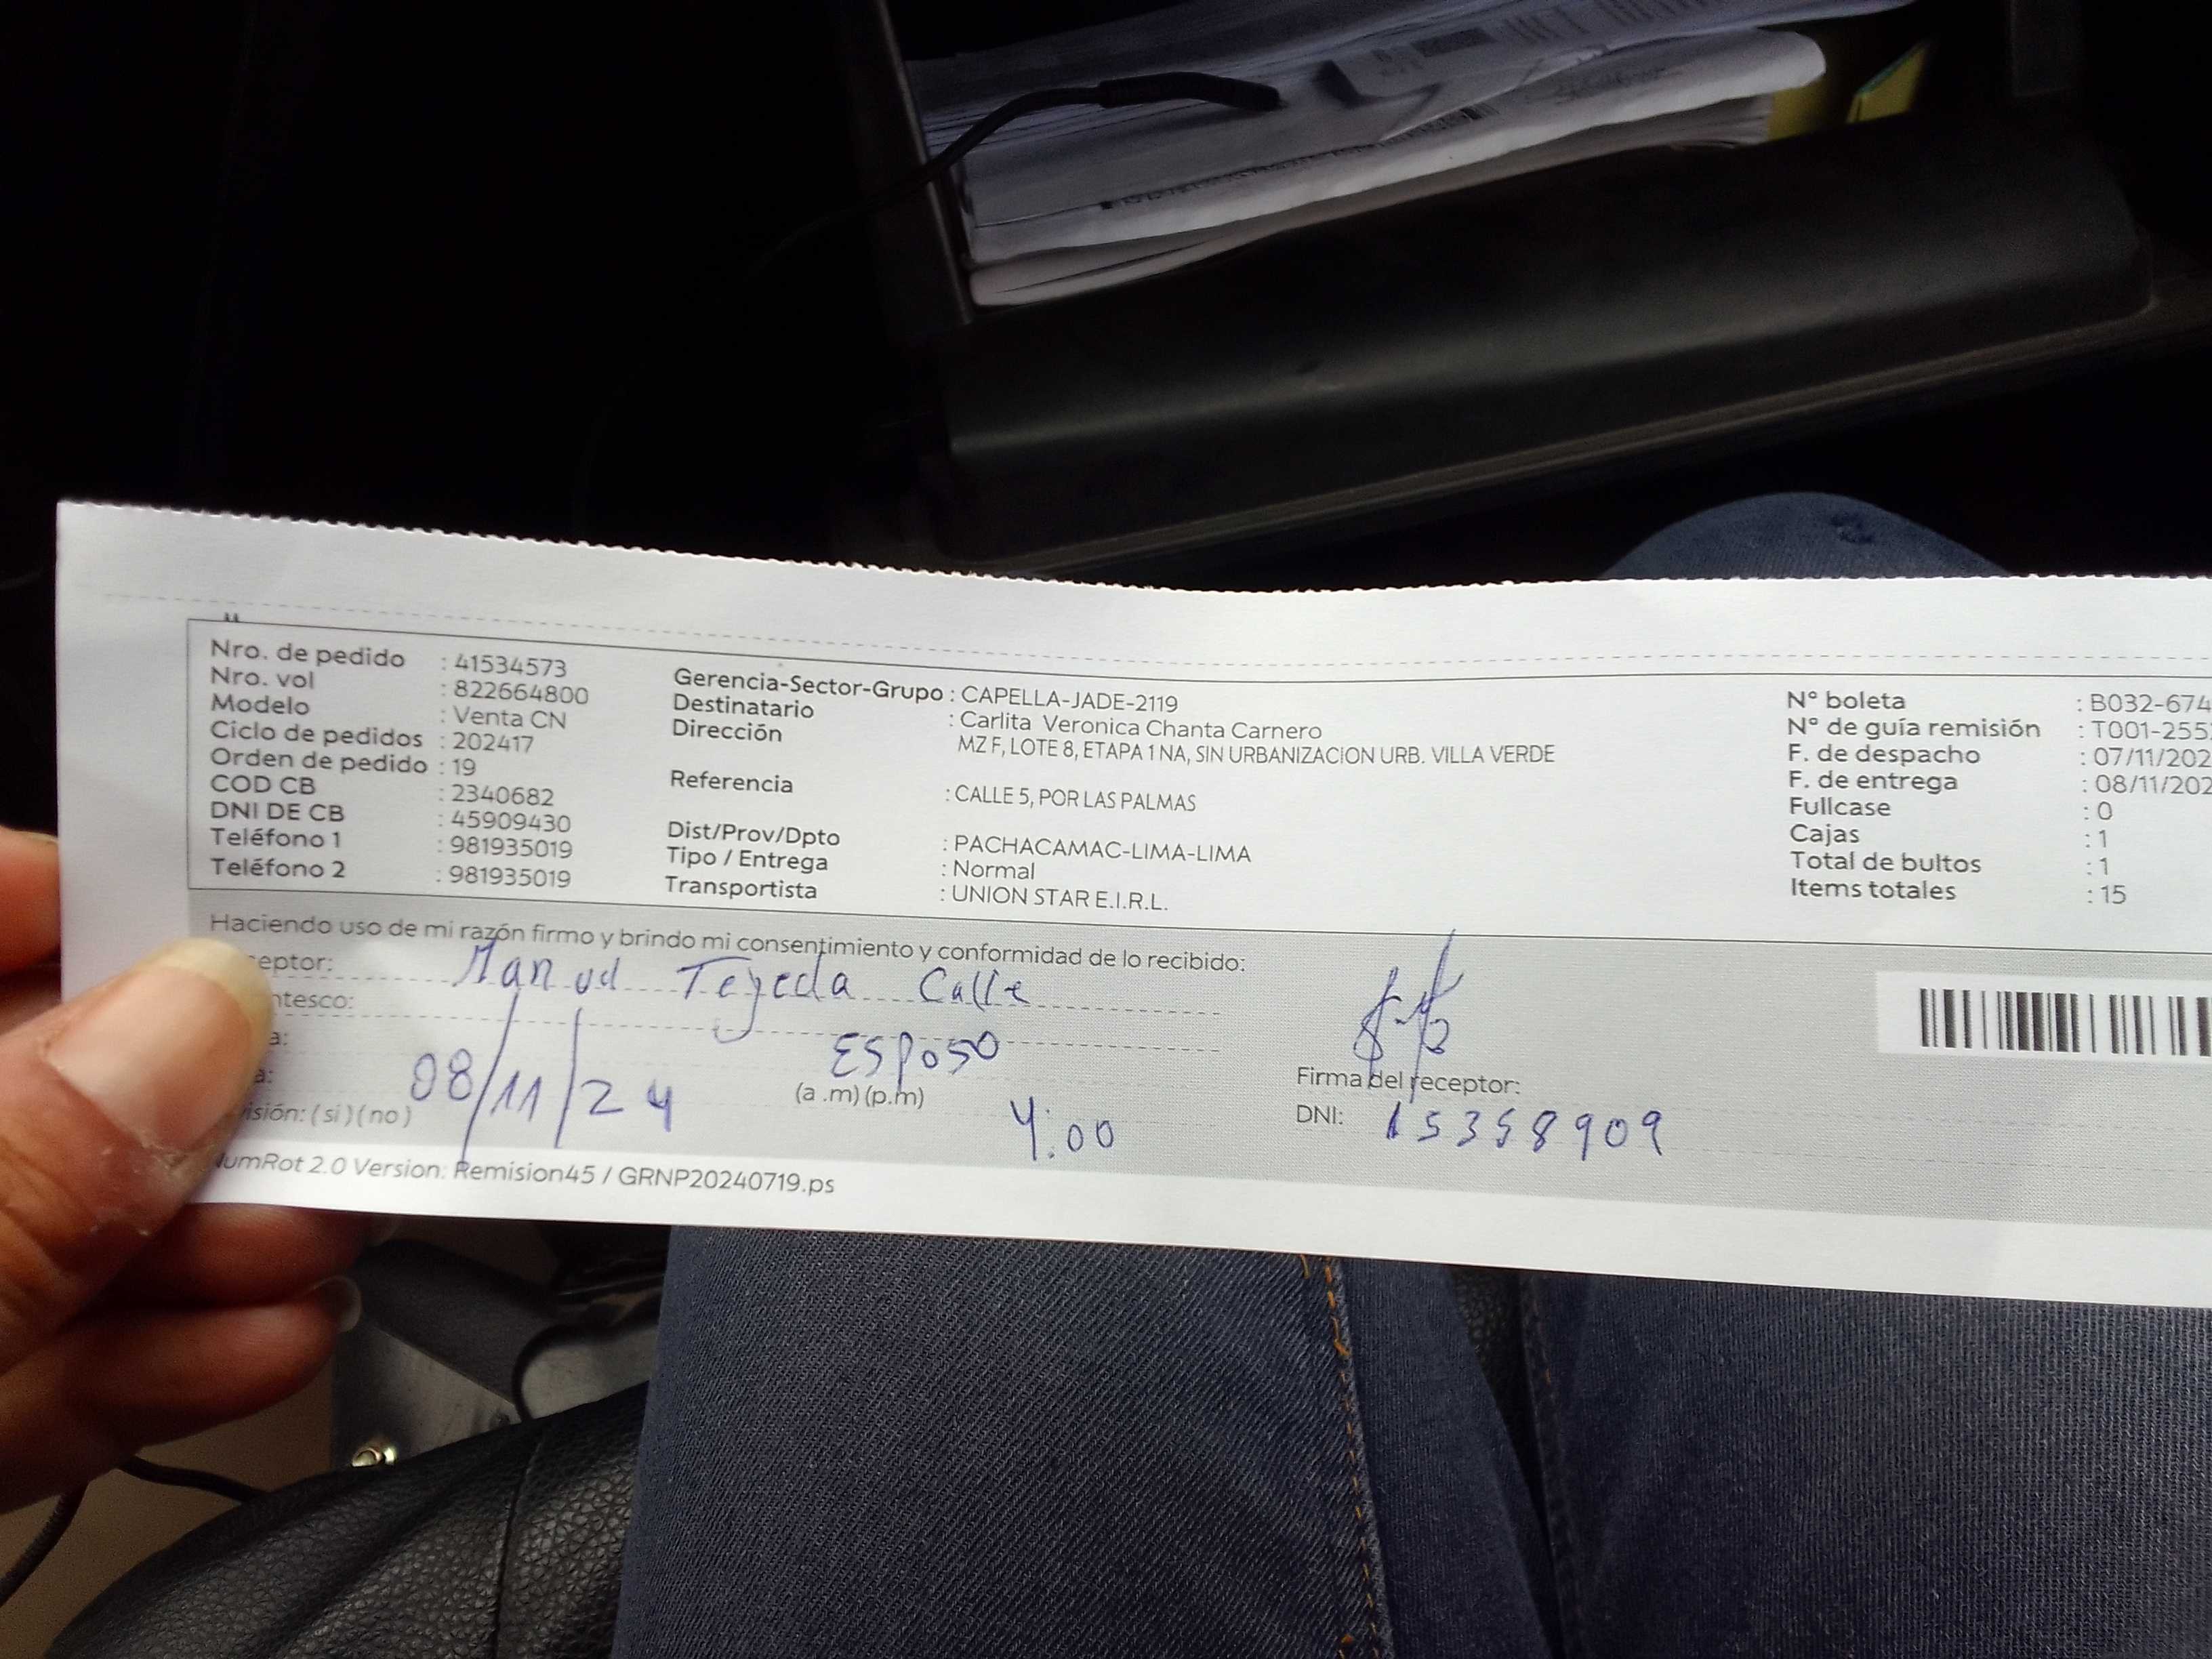 Nro. de pedido : 41534573
Nro. vol : 822664800
Modelo : Venta CN
Ciclo de pedidos : 202417
Orden de pedido : 19
COD CB : 2340682
DNI DE CB : 45909430
Teléfono 1 : 981935019
Teléfono 2 : 981935019
Gerencia-Sector-Grupo : CAPELLA-JADE-2119
Destinatario : Carlita Veronica Chanta Carnero
Dirección MZ F, LOTE 8, ETAPA 1 NA, SIN URBANIZACION URB. VILLA VERDE
Referencia : CALLE 5, POR LAS PALMAS
Dist/Prov/Dpto : PACHACAMAC-LIMA-LIMA
Tipo / Entrega : Normal
Transportista : UNION STAR E.I.R.L.
N° boleta : B032-674
N° de guía remisión : T001-255
F. de despacho : 07/11/202
F. de entrega : 08/11/202
Fullcase : 0
Cajas : 1
Total de bultos : 1
Items totales : 15
Haciendo uso de mi razón firmo y brindo mi consentimiento y conformidad de lo recibido:
eptor: Manuel Tejeda Calle
ntesco: Esposo
a: 08/11/24
a: (a .m) (p.m) 4:00
isión: ( si ) ( no )
Firma del receptor:
DNI: 15358909
umRot 2.0 Version: Remision45 / GRNP20240719.ps